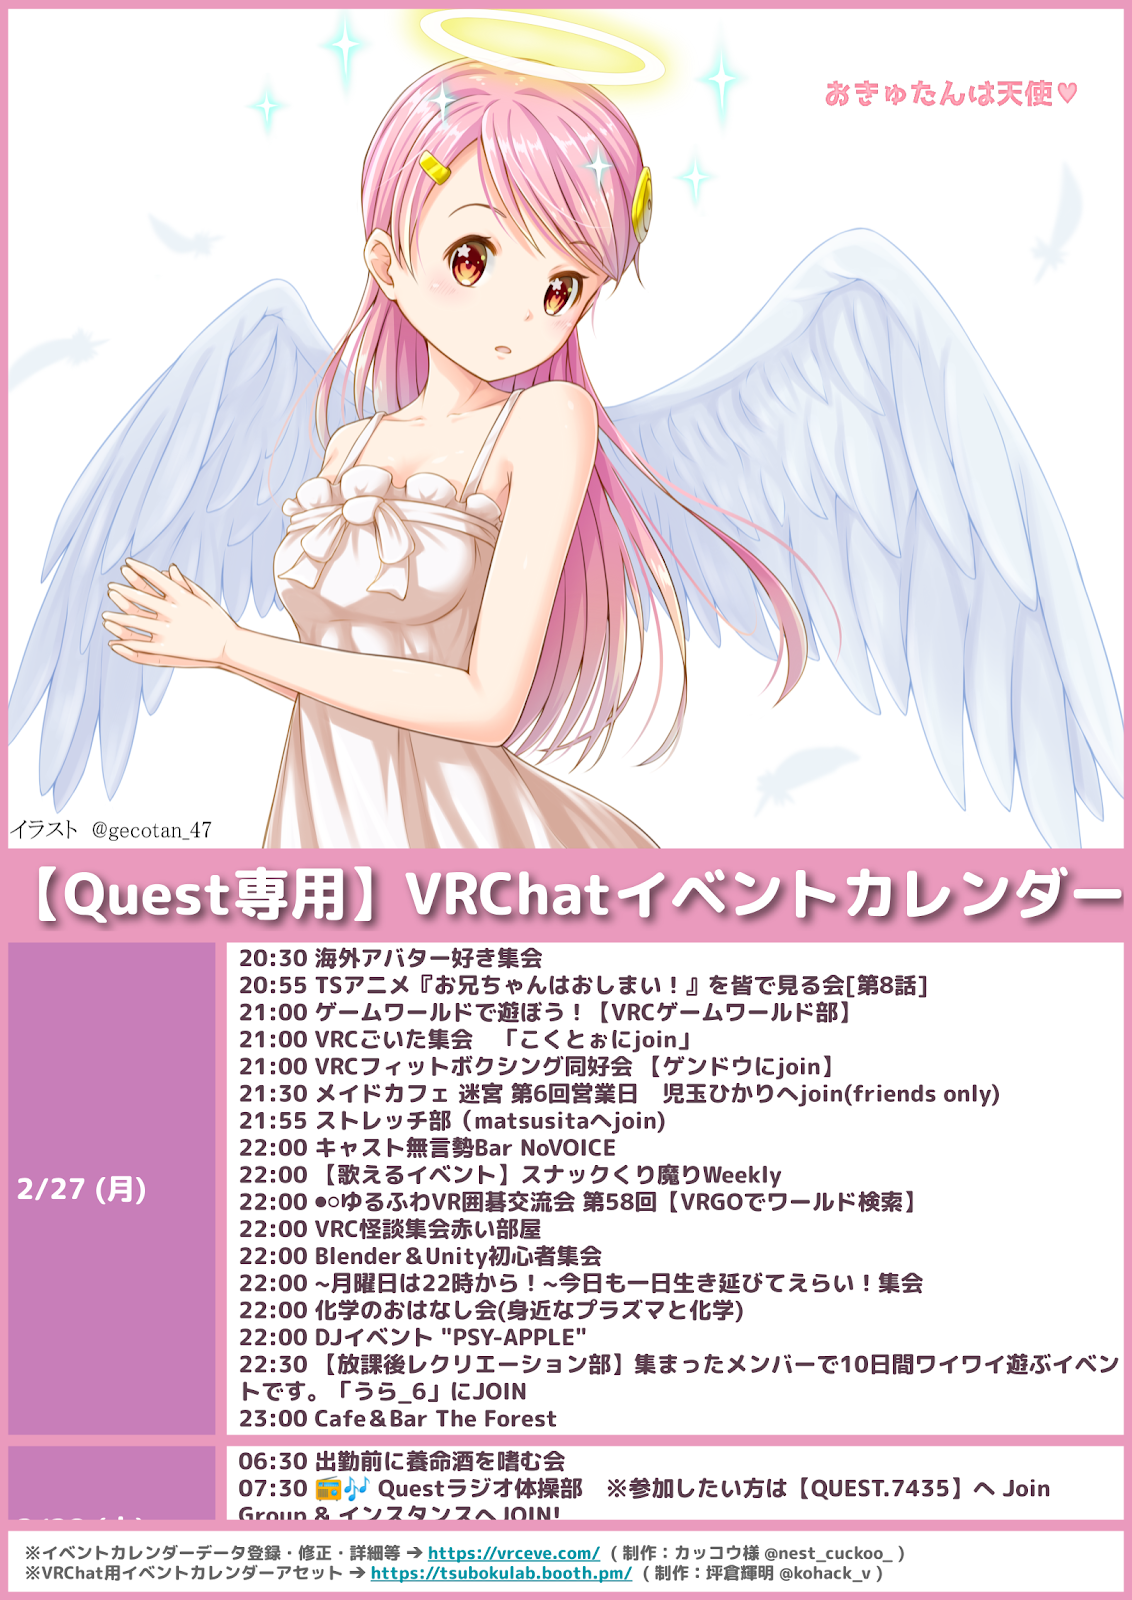 おきゅたんは天使♥
イラスト @gecotan_47
【Quest専用】VRChatイベントカレンダー
2/27 (月)
20:30 海外アバター好き集会
20:55 TSアニメ『お兄ちゃんはおしまい！』を皆で見る会[第8話]
21:00 ゲームワールドで遊ぼう！【VRCゲームワールド部】
21:00 VRCごいた集会　「こくとぉにjoin」
21:00 VRCフィットボクシング同好会 【ゲンドウにjoin】
21:30 メイドカフェ 迷宮 第6回営業日　児玉ひかりへjoin(friends only)
21:55 ストレッチ部（matsusitaへjoin)
22:00 キャスト無言勢Bar NoVOICE
22:00 【歌えるイベント】スナックくり魔りWeekly
22:00 ●○ゆるふわVR囲碁交流会 第58回【VRGOでワールド検索】
22:00 VRC怪談集会赤い部屋
22:00 Blender＆Unity初心者集会
22:00 ~月曜日は22時から！~今日も一日生き延びてえらい！集会
22:00 化学のおはなし会(身近なプラズマと化学)
22:00 DJイベント "PSY-APPLE"
22:30 【放課後レクリエーション部】集まったメンバーで10日間ワイワイ遊ぶイベン
トです。「うら_6」にJOIN
23:00 Cafe＆Bar The Forest
06:30 出勤前に養命酒を嗜む会
07:30 📻🎶 Questラジオ体操部　※参加したい方は【QUEST.7435】へ Join
Group & インスタンスへJOIN!
※イベントカレンダーデータ登録・修正・詳細等 ➔ https://vrceve.com/ （制作：カッコウ様 @nest_cuckoo_ ）
※VRChat用イベントカレンダーアセット ➔ https://tsubokulab.booth.pm/ （制作：坪倉輝明 @kohack_v ）